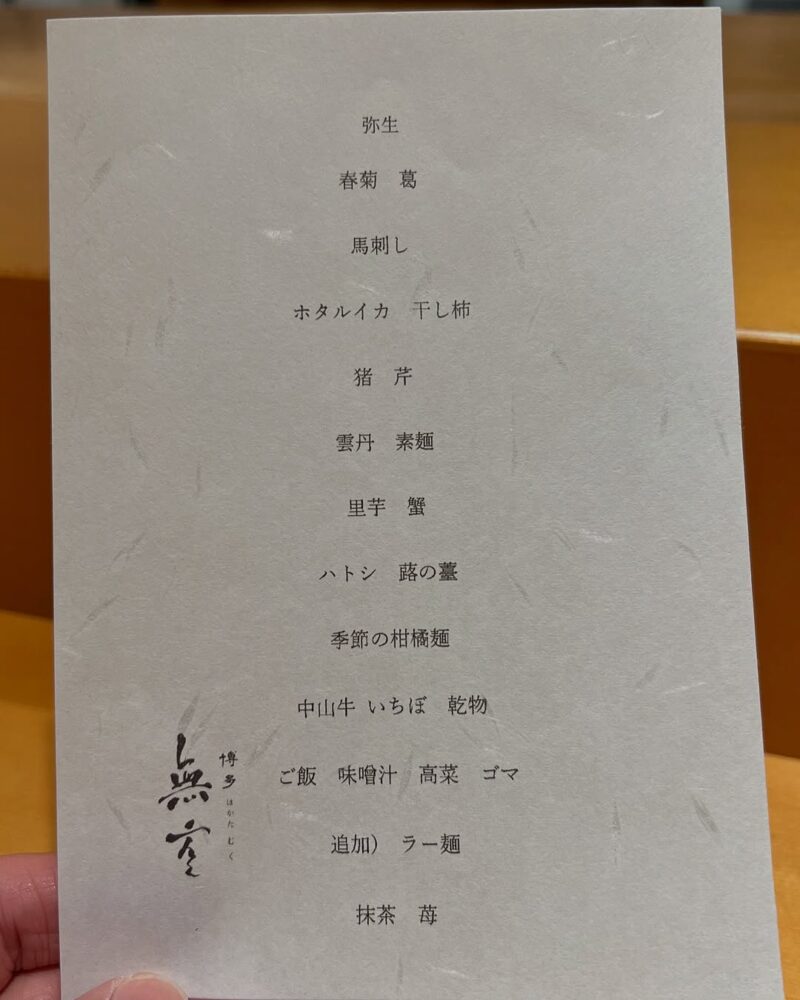 弥生
春菊　葛
馬刺し
ホタルイカ　干し柿
猪　芹
雲丹　素麺
里芋　蟹
ハトシ　蕗の薹
季節の柑橘麺
中山牛 いちぼ　乾物
ご飯　味噌汁　高菜　ゴマ
追加） ラー麺
抹茶　苺
博多
はかた むく
無空